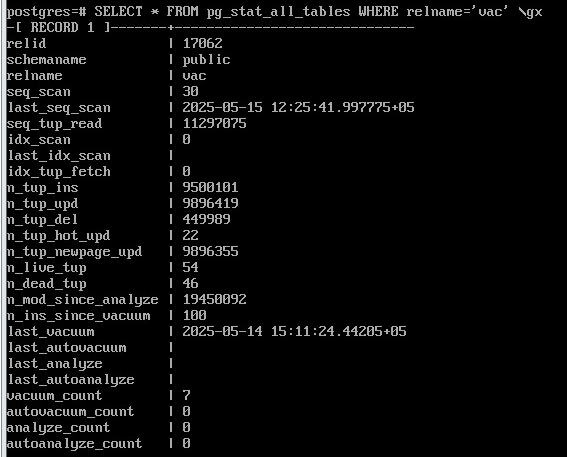 postgres=# SELECT * FROM pg_stat_all_tables WHERE relname='vac' \gx
-[ RECORD 1 ]-------+------------------------------
relid               | 17062
schemaname          | public
relname             | vac
seq_scan            | 30
last_seq_scan       | 2025-05-15 12:25:41.997775+05
seq_tup_read        | 11297075
idx_scan            | 0
last_idx_scan       |
idx_tup_fetch       | 0
n_tup_ins           | 9500101
n_tup_upd           | 9896419
n_tup_del           | 449989
n_tup_hot_upd       | 22
n_tup_newpage_upd   | 9896355
n_live_tup          | 54
n_dead_tup          | 46
n_mod_since_analyze | 19450092
n_ins_since_vacuum  | 100
last_vacuum         | 2025-05-14 15:11:24.44205+05
last_autovacuum     |
last_analyze        |
last_autoanalyze    |
vacuum_count        | 7
autovacuum_count    | 0
analyze_count       | 0
autoanalyze_count   | 0